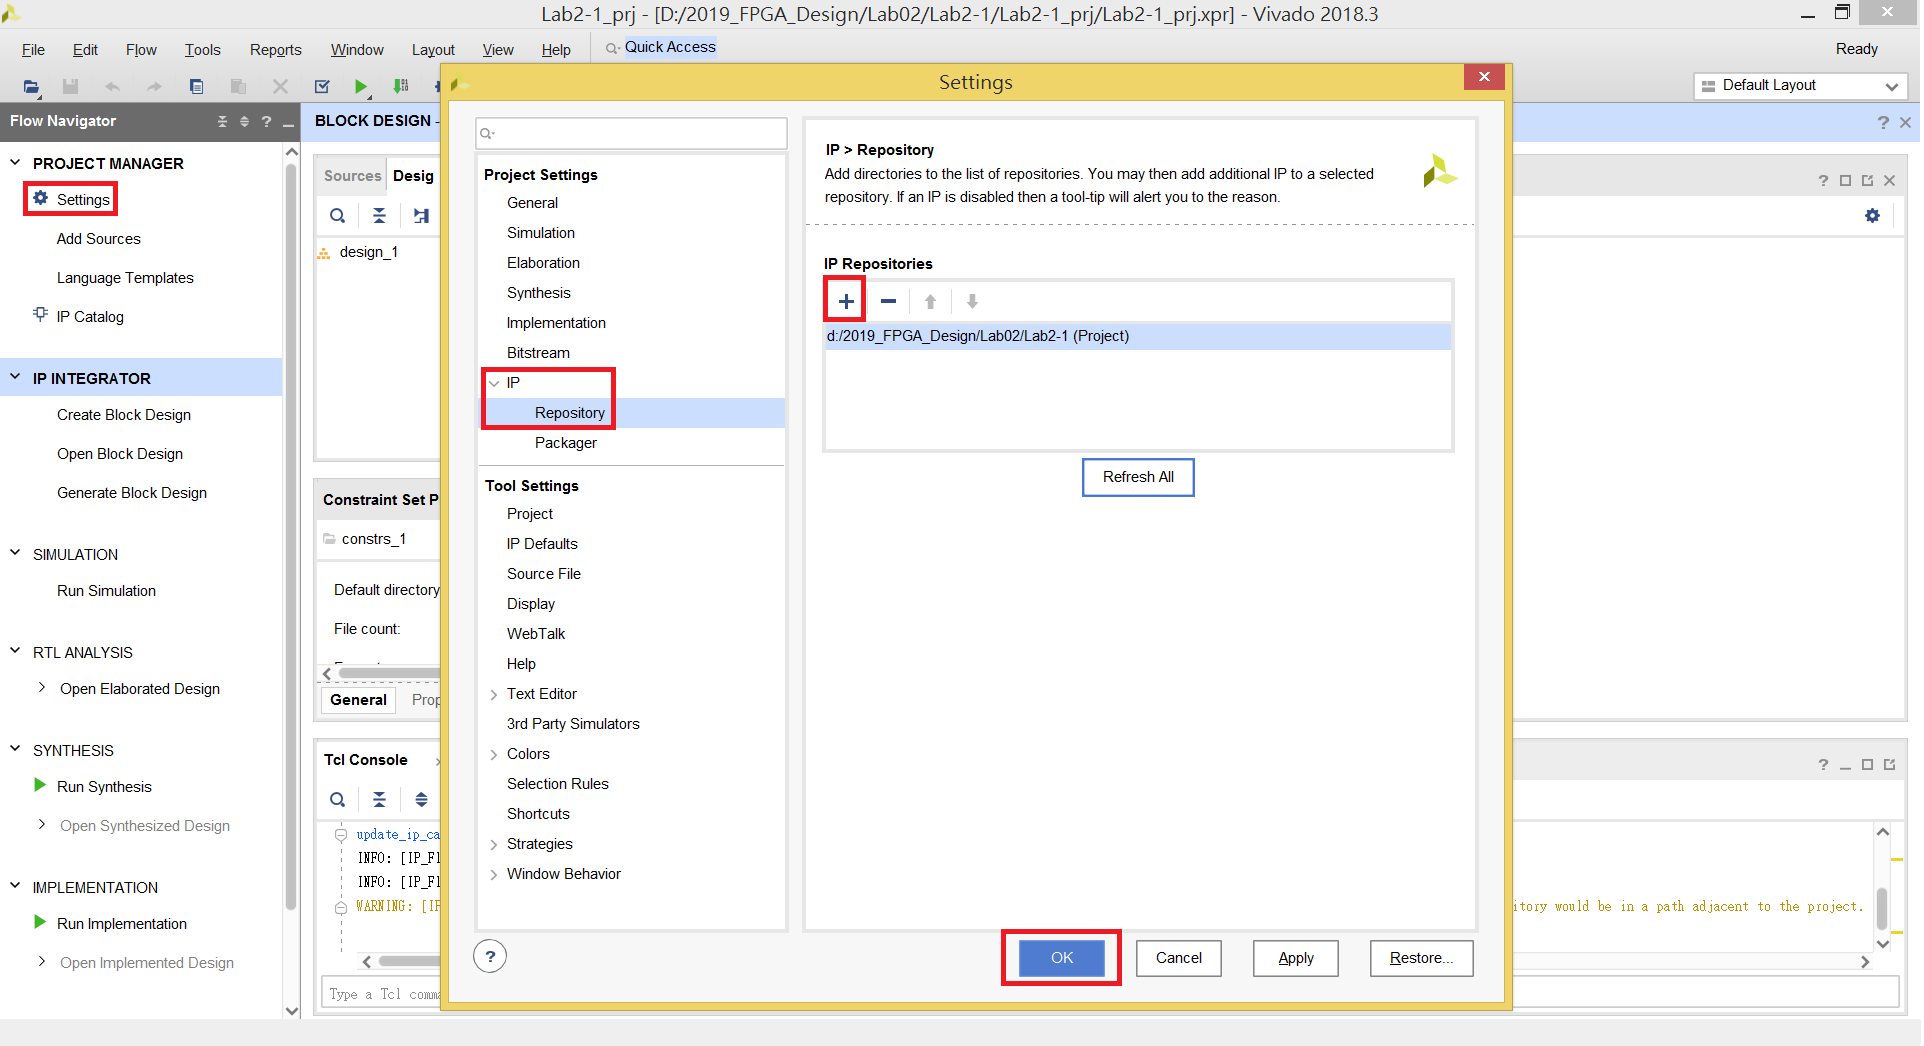 Lab2-1_prj - [D:/2019_FPGA_Design/Lab02/Lab2-1/Lab2-1_prj/Lab2-1_prj.xpr] - Vivado 2018.3
File Edit Flow Tools Reports Window Layout View Help Quick Access Ready
Default Layout
Flow Navigator
PROJECT MANAGER
Settings
Add Sources
Language Templates
IP Catalog
IP INTEGRATOR
Create Block Design
Open Block Design
Generate Block Design
SIMULATION
Run Simulation
RTL ANALYSIS
Open Elaborated Design
SYNTHESIS
Run Synthesis
Open Synthesized Design
IMPLEMENTATION
Run Implementation
Open Implemented Design
BLOCK DESIGN -
Sources Desig
design_1
Constraint Set P
constrs_1
Default directory
File count:
General Prop
Tcl Console
update_ip_ca
INFO: [IP_Fl
INFO: [IP_Fl
WARNING: [IP
itory would be in a path adjacent to the project.
Type a Tcl comma
Settings
Project Settings
General
Simulation
Elaboration
Synthesis
Implementation
Bitstream
IP
Repository
Packager
Tool Settings
Project
IP Defaults
Source File
Display
WebTalk
Help
Text Editor
3rd Party Simulators
Colors
Selection Rules
Shortcuts
Strategies
Window Behavior
IP > Repository
Add directories to the list of repositories. You may then add additional IP to a selected
repository. If an IP is disabled then a tool-tip will alert you to the reason.
IP Repositories
d:/2019_FPGA_Design/Lab02/Lab2-1 (Project)
Refresh All
OK Cancel Apply Restore...